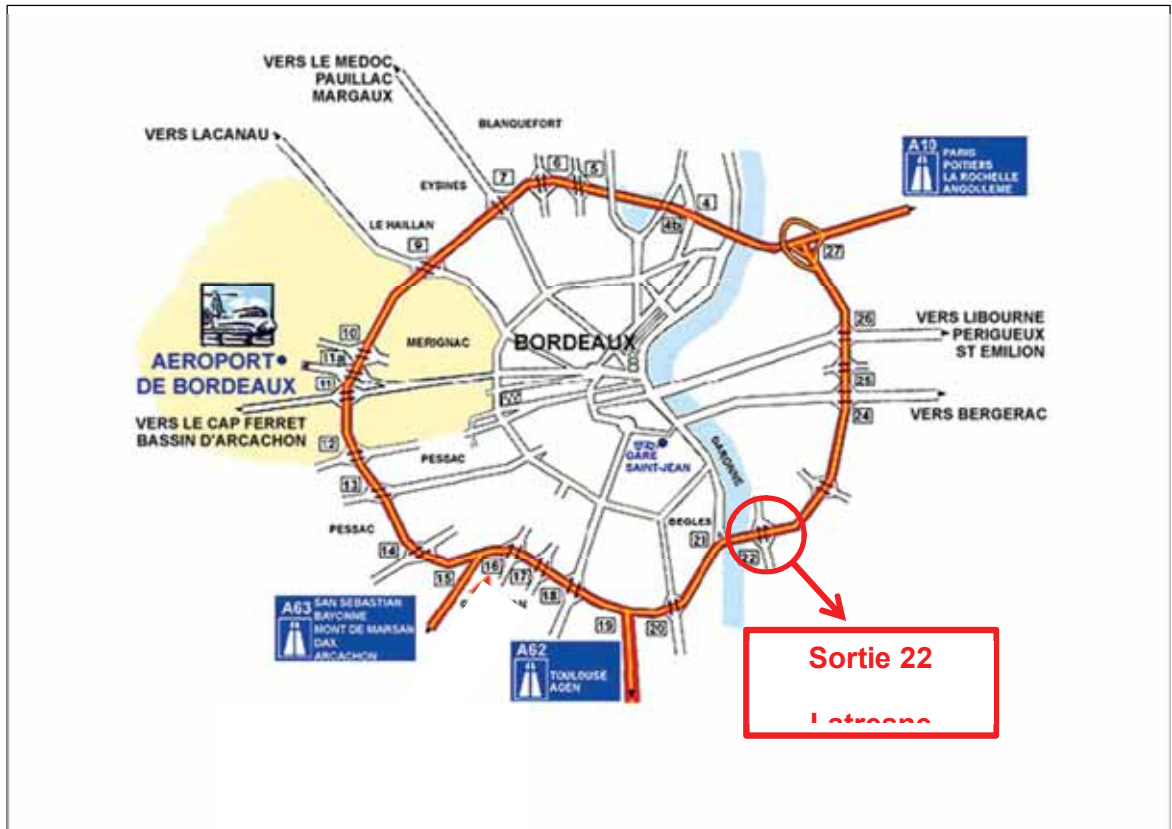 VERS LE MEDOC
PAUILLAC
MARGAUX
BLANQUEFORT
VERS LACANAU
A10
PARIS
POITIERS
LA ROCHELLE
ANGOLLEME
6
5
7
EYSINES
4
4b
LE HAILLAN
9
27
26
VERS LIBOURNE
PERIGUEUX
ST EMILION
10
MERIGNAC
BORDEAUX
11a
AEROPORT
DE BORDEAUX
11
25
24
VERS BERGERAC
VERS LE CAP FERRET
BASSIN D'ARCACHON
12
PESSAC
GARE
SAINT-JEAN
GARONNE
13
PESSAC
BEGLES
21
22
14
15
16
17
18
19
20
A63
SAN SEBASTIAN
BAYONNE
MONT DE MARSAN
DAX
ARCACHON
A62
TOULOUSE
AGEN
Sortie 22
Latresne